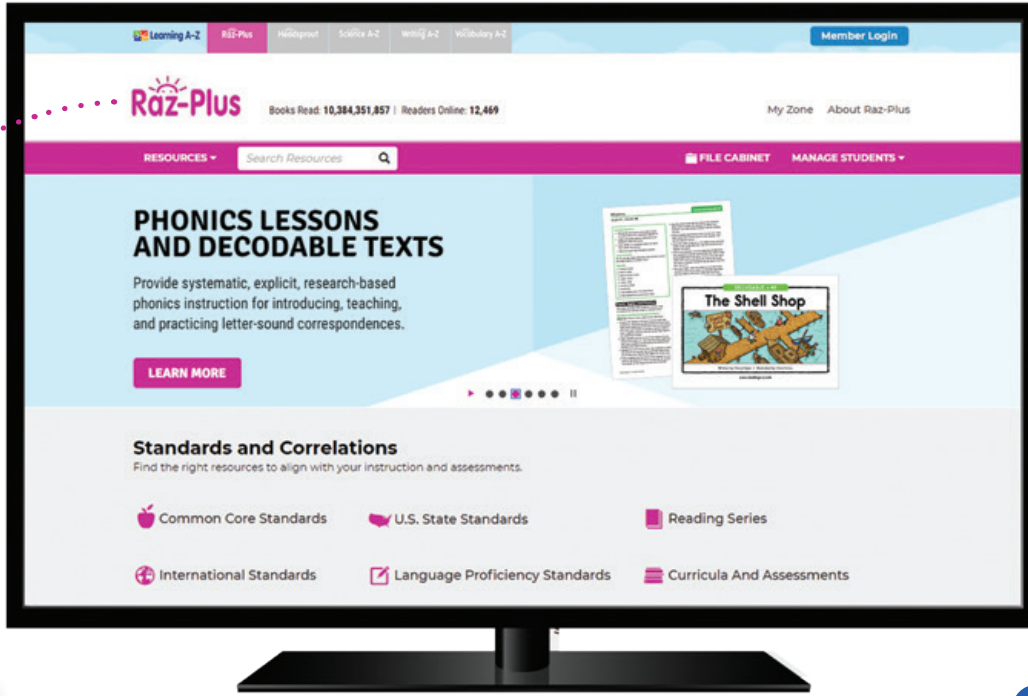 Learning A-Z Raz-Plus Headsprout Science A-Z Writing A-Z Vocabulary A-Z Member Login
Raz-Plus Books Read: 10,384,351,857 | Readers Online: 12,469 My Zone About Raz-Plus
RESOURCES Search Resources FILE CABINET MANAGE STUDENTS
PHONICS LESSONS
AND DECODABLE TEXTS
Provide systematic, explicit, research-based
phonics instruction for introducing, teaching,
and practicing letter-sound correspondences.
LEARN MORE
The Shell Shop
Standards and Correlations
Find the right resources to align with your instruction and assessments.
Common Core Standards U.S. State Standards Reading Series
International Standards Language Proficiency Standards Curricula And Assessments